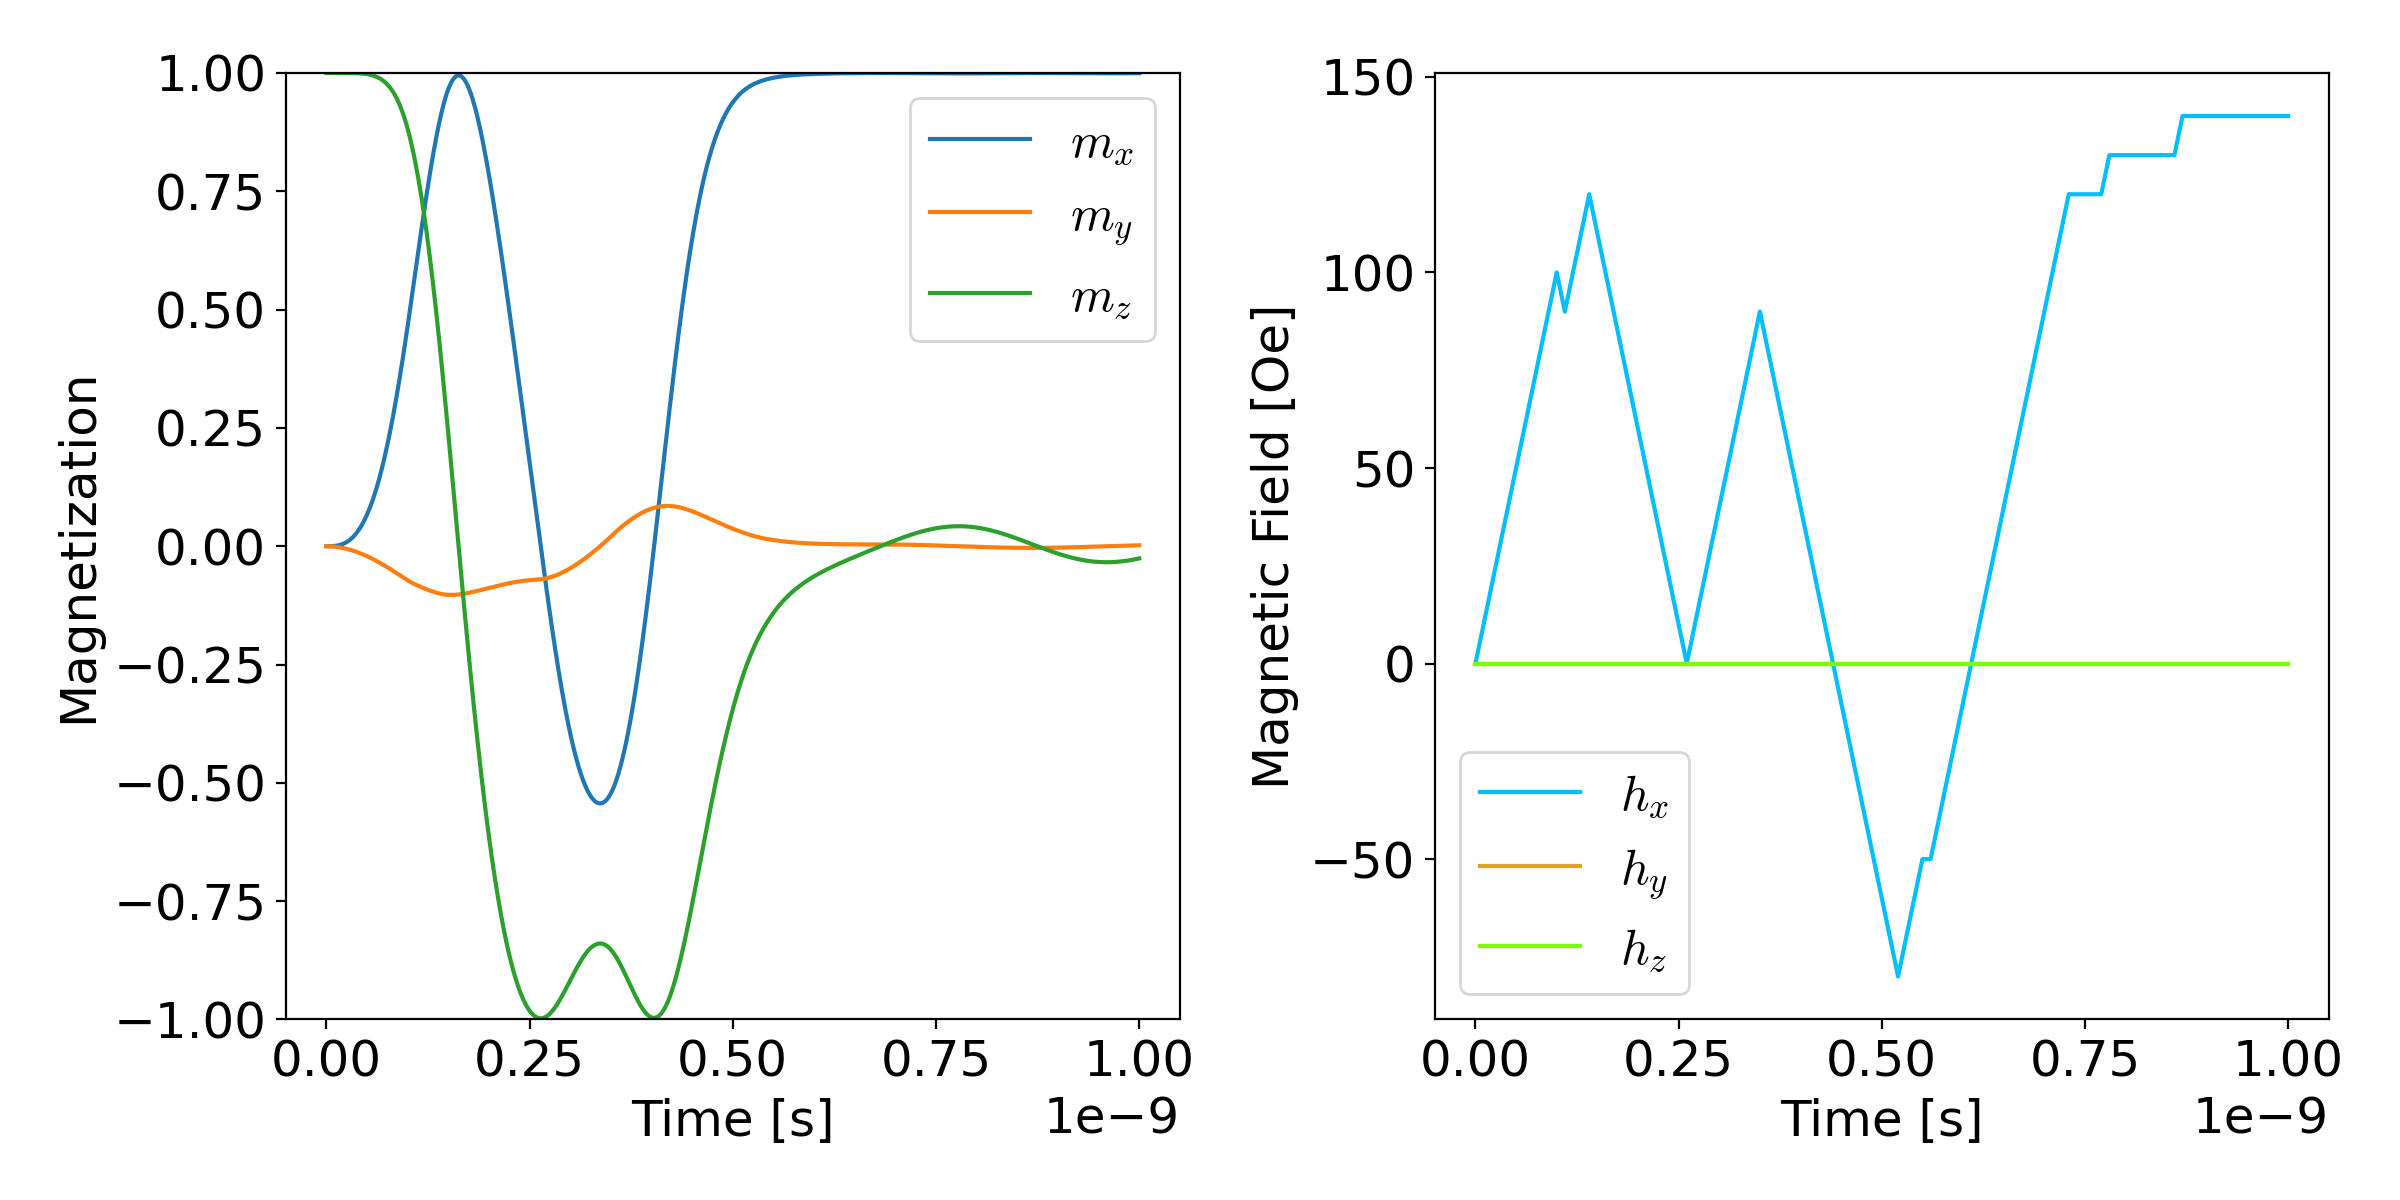 1.00
0.75
0.50
0.25
0.00
−0.25
−0.50
−0.75
−1.00
Magnetization
0.00 0.25 0.50 0.75 1.00
Time [s]
1e−9
m_x
m_y
m_z
150
100
50
0
−50
Magnetic Field [Oe]
0.00 0.25 0.50 0.75 1.00
Time [s]
1e−9
h_x
h_y
h_z